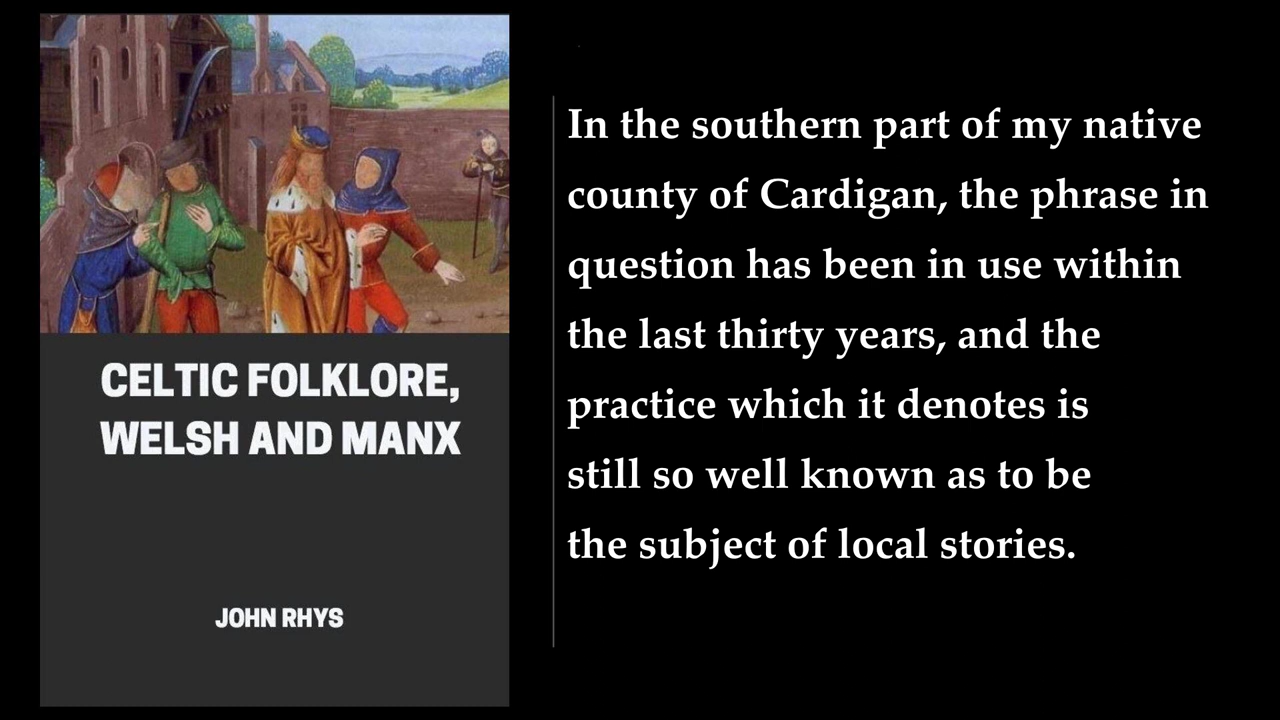 CELTIC FOLKLORE,
WELSH AND MANX
JOHN RHYS
In the southern part of my native
county of Cardigan, the phrase in
question has been in use within
the last thirty years, and the
practice which it denotes is
still so well known as to be
the subject of local stories.